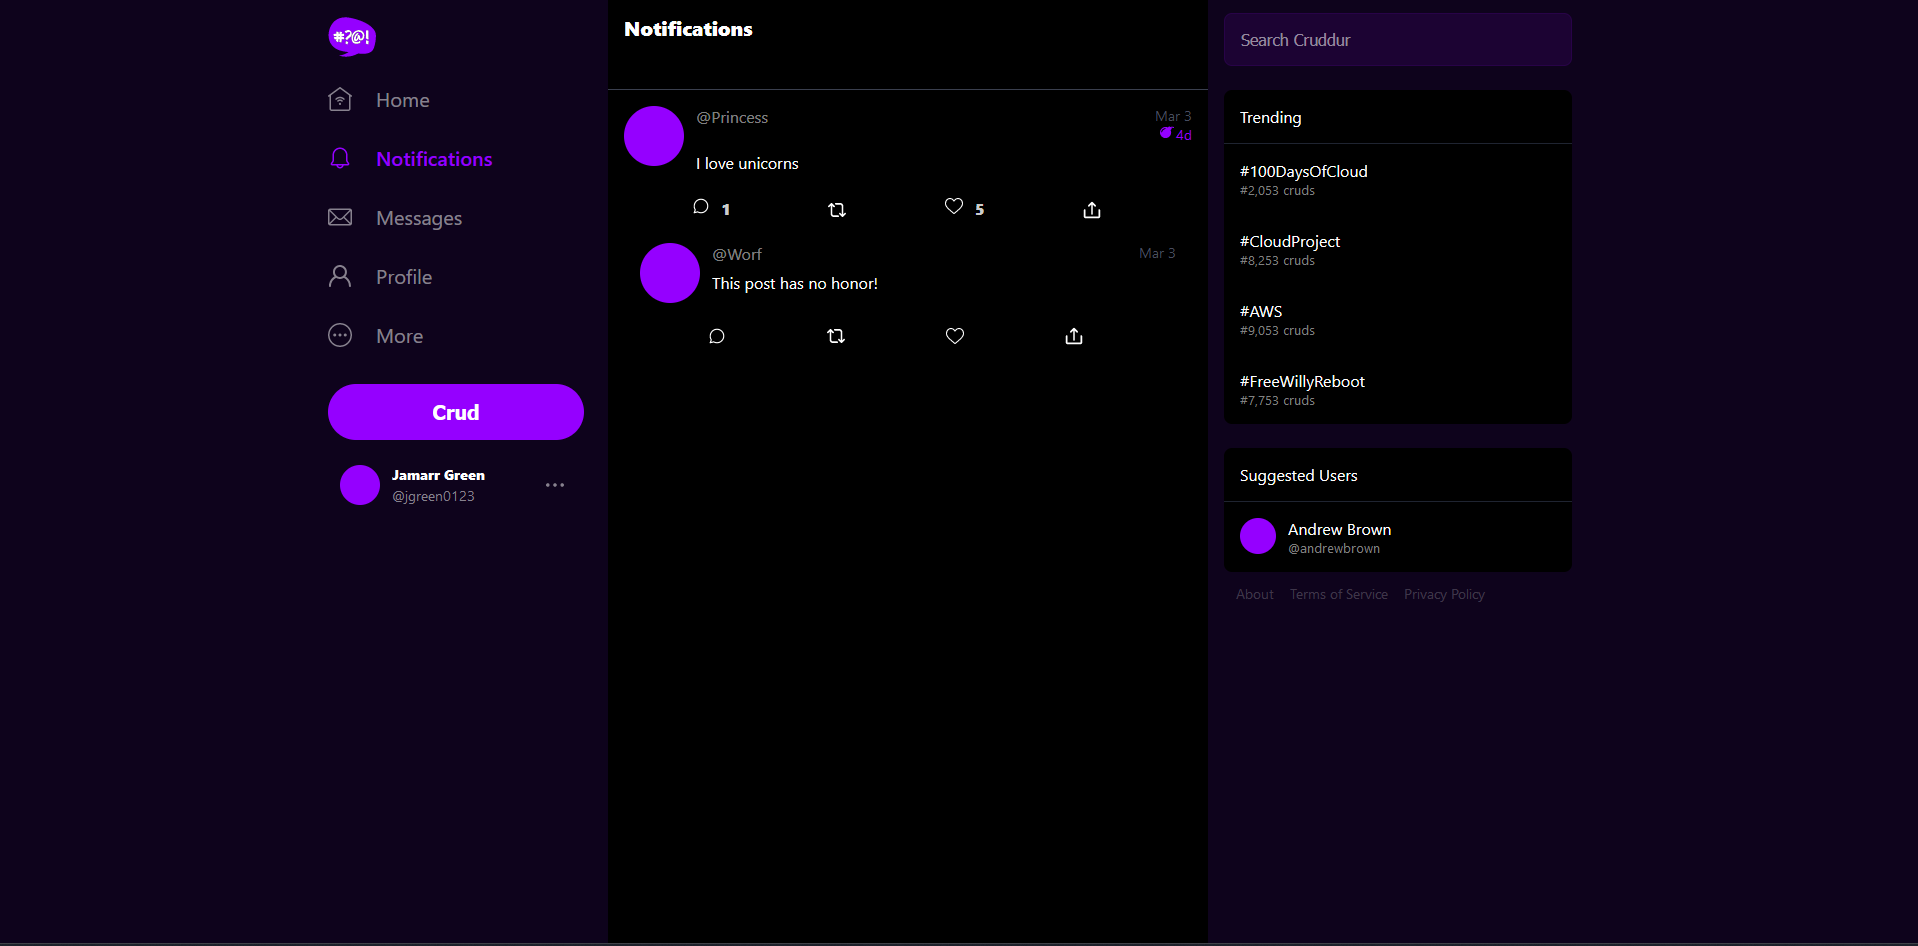 #?@!
Home
Notifications
Messages
Profile
More
Crud
Jamarr Green
@jgreen0123
Notifications
@Princess
Mar 3
4d
I love unicorns
1
5
@Worf
Mar 3
This post has no honor!
Search Cruddur
Trending
#100DaysOfCloud
#2,053 cruds
#CloudProject
#8,253 cruds
#AWS
#9,053 cruds
#FreeWillyReboot
#7,753 cruds
Suggested Users
Andrew Brown
@andrewbrown
About Terms of Service Privacy Policy